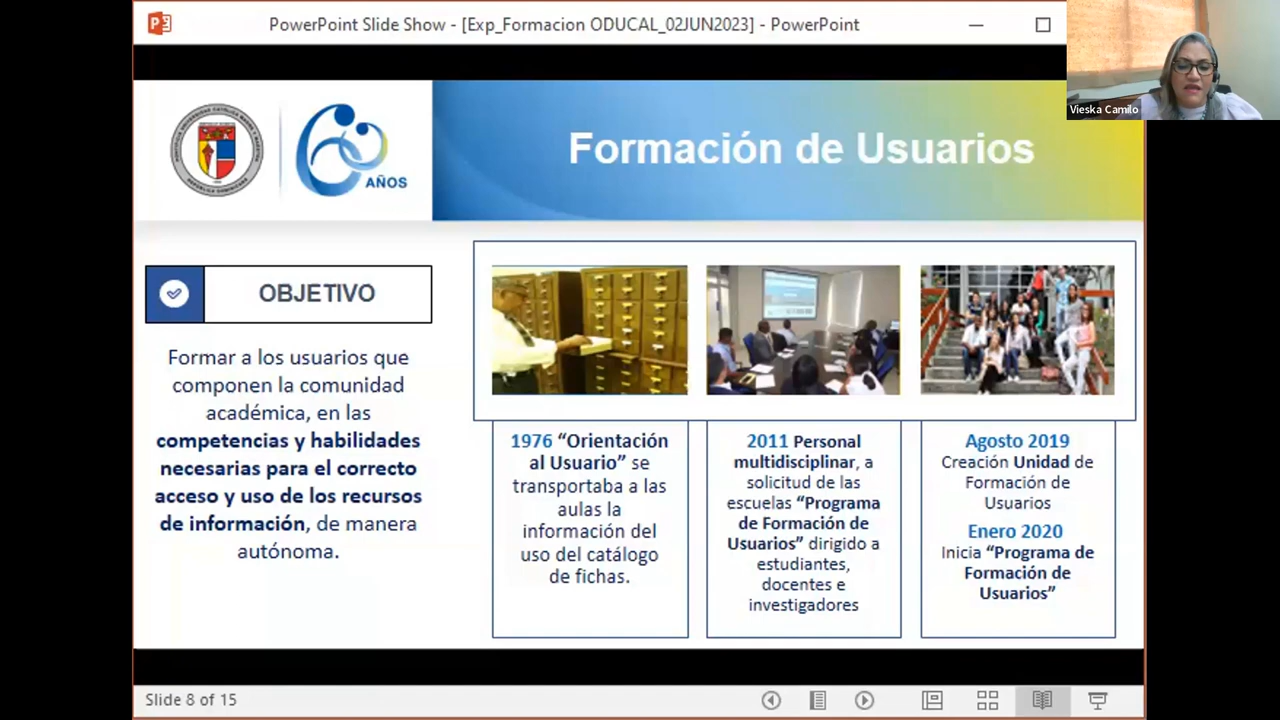 PowerPoint Slide Show - [Exp_Formacion ODUCAL_02JUN2023] - PowerPoint
Vieska Camilo
AÑOS
Formación de Usuarios
OBJETIVO
Formar a los usuarios que
componen la comunidad
académica, en las
competencias y habilidades
necesarias para el correcto
acceso y uso de los recursos
de información, de manera
autónoma.
1976 “Orientación
al Usuario” se
transportaba a las
aulas la
información del
uso del catálogo
de fichas.
2011 Personal
multidisciplinar, a
solicitud de las
escuelas “Programa
de Formación de
Usuarios” dirigido a
estudiantes,
docentes e
investigadores
Agosto 2019
Creación Unidad de
Formación de
Usuarios
Enero 2020
Inicia “Programa de
Formación de
Usuarios”
Slide 8 of 15